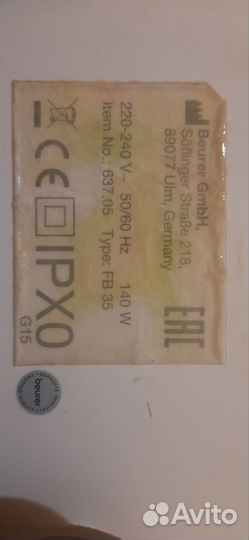 Beurer GmbH,
Söflinger Straße 218,
89077 Ulm, Germany
EAC
220-240 V~, 50/60 Hz 140 W
Item No.: 637.05 Type: FB 35
CE IPX0
G15
beurer
Avito